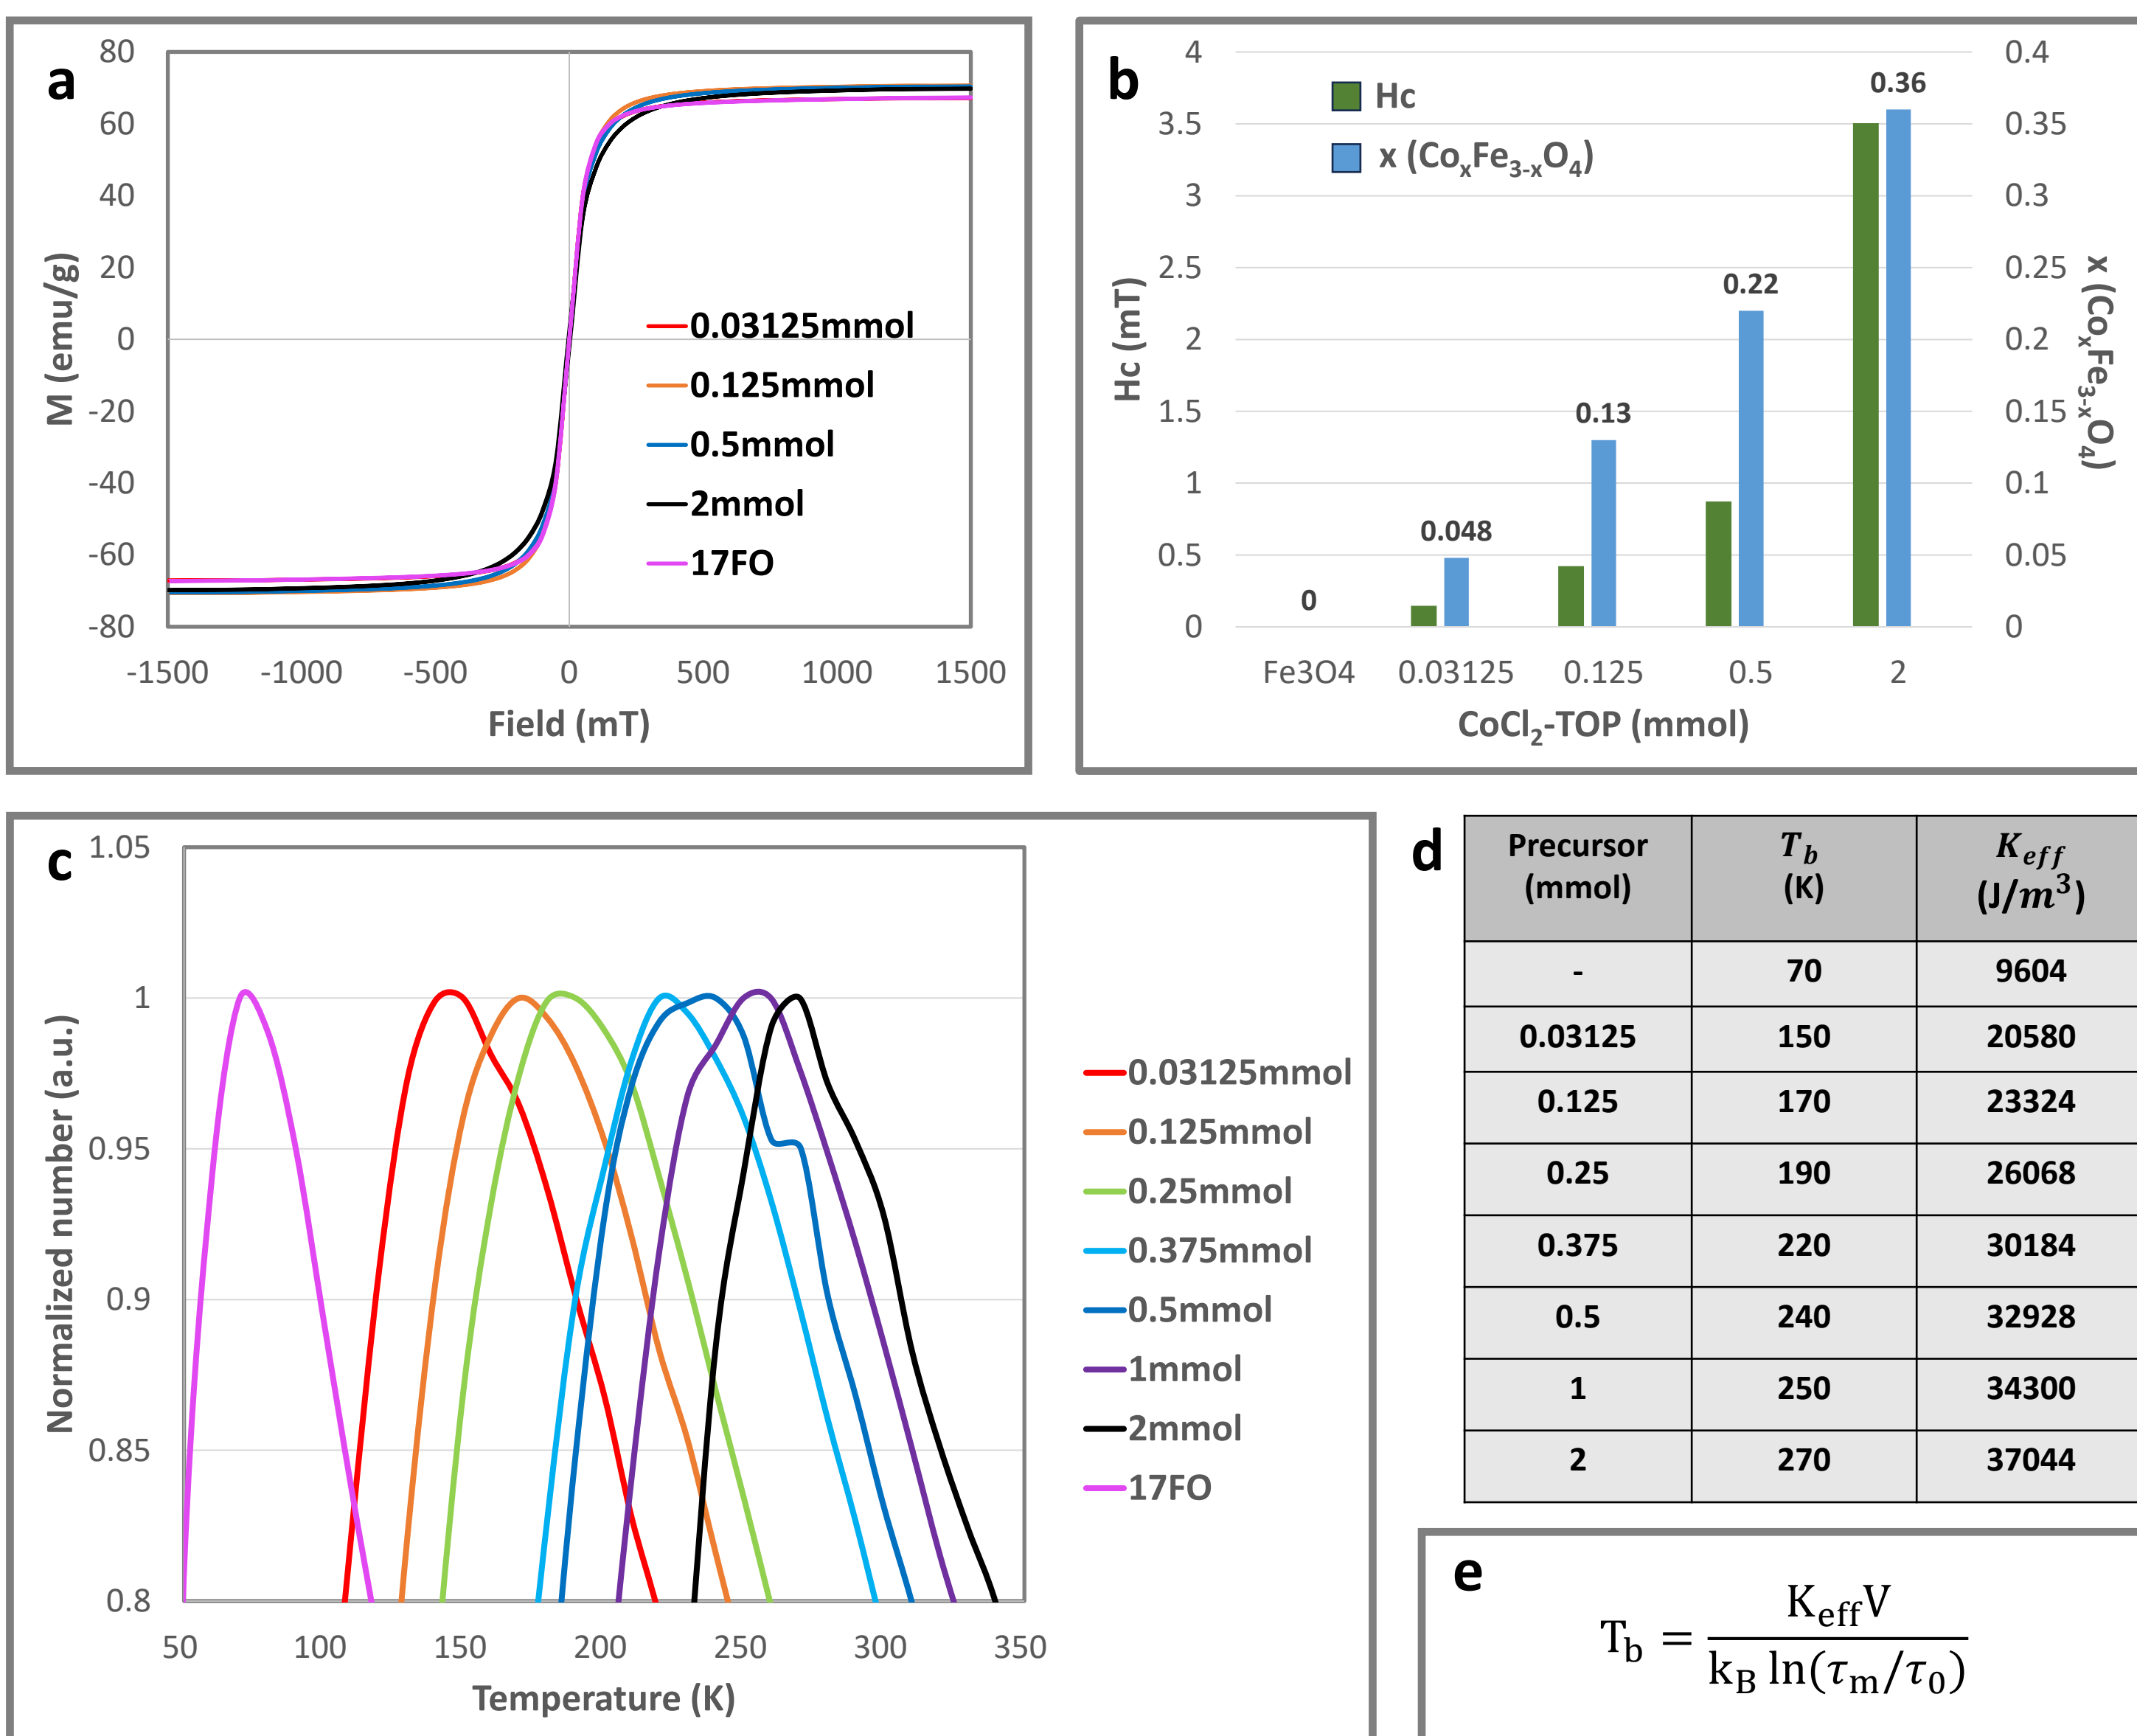 a
80
60
40
20
0
-20
-40
-60
-80
M (emu/g)
-1500 -1000 -500 0 500 1000 1500
Field (mT)
0.03125mmol
0.125mmol
0.5mmol
2mmol
17FO
b
4
3.5
3
2.5
2
1.5
1
0.5
0
Hc (mT)
Hc
x (CoₓFe₃₋ₓO₄)
0
0.048
0.13
0.22
0.36
0.4
0.35
0.3
0.25
0.2
0.15
0.1
0.05
0
x (CoₓFe₃₋ₓO₄)
Fe3O4 0.03125 0.125 0.5 2
CoCl₂-TOP (mmol)
c
1.05
1
0.95
0.9
0.85
0.8
Normalized number (a.u.)
50 100 150 200 250 300 350
Temperature (K)
0.03125mmol
0.125mmol
0.25mmol
0.375mmol
0.5mmol
1mmol
2mmol
17FO
d
Precursor (mmol) T_b (K) K_eff (J/m³)
- 70 9604
0.03125 150 20580
0.125 170 23324
0.25 190 26068
0.375 220 30184
0.5 240 32928
1 250 34300
2 270 37044
e
T_b = K_eff V / k_B ln(τ_m/τ_0)